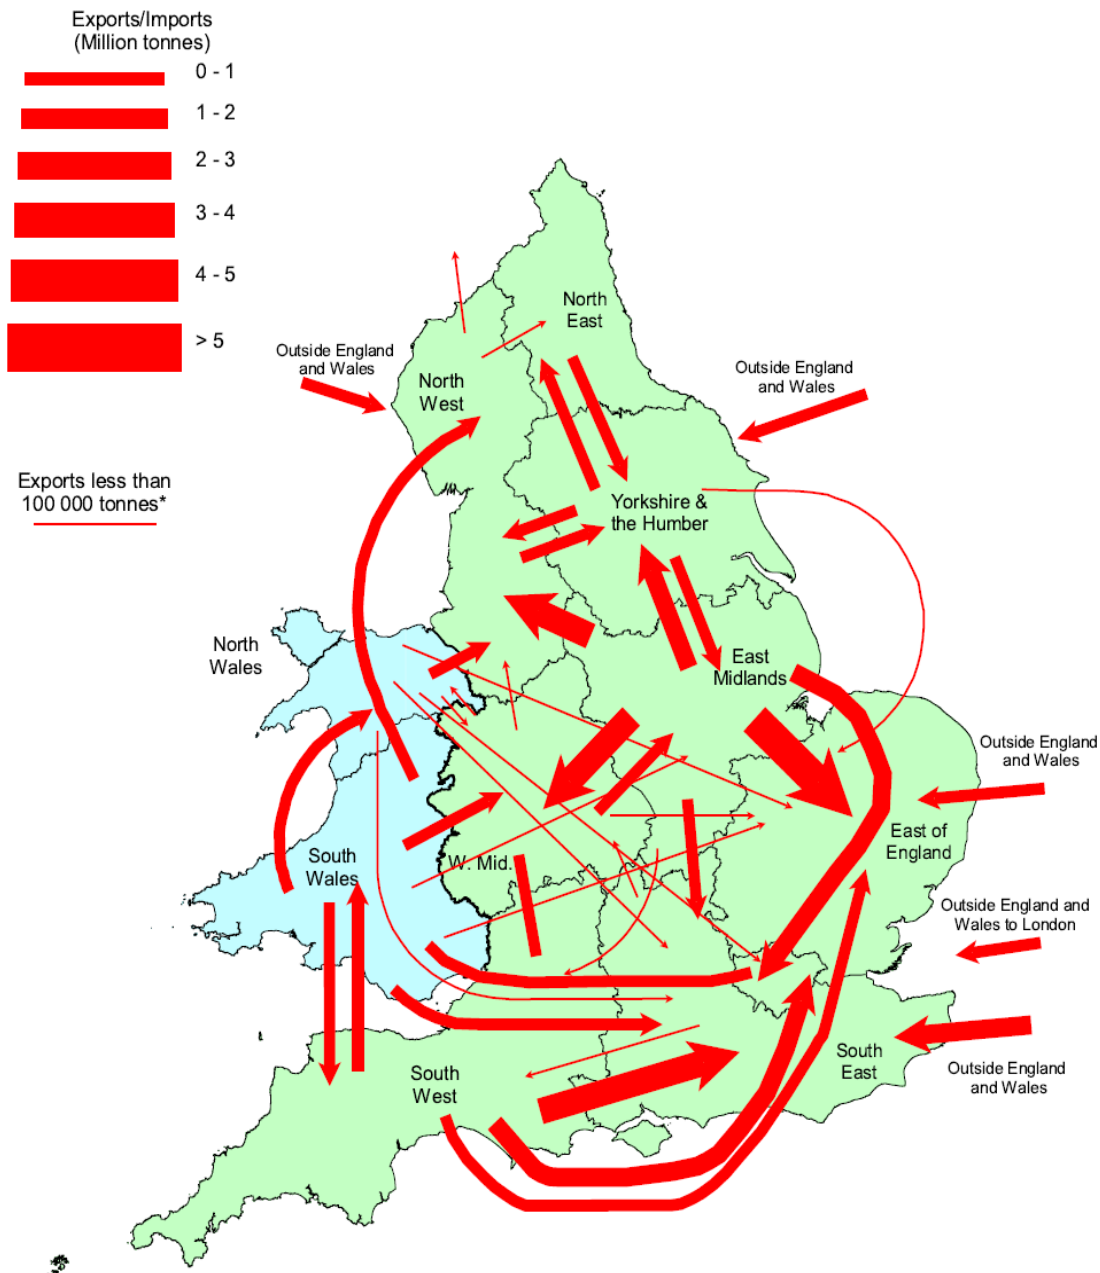 Exports/Imports
(Million tonnes)
0 - 1
1 - 2
2 - 3
3 - 4
4 - 5
> 5
Exports less than
100 000 tonnes*
North
East
Outside England
and Wales
North
West
Outside England
and Wales
Yorkshire &
the Humber
North
Wales
East
Midlands
Outside England
and Wales
East of
England
South
Wales
W. Mid.
Outside England and
Wales to London
South
West
South
East
Outside England
and Wales